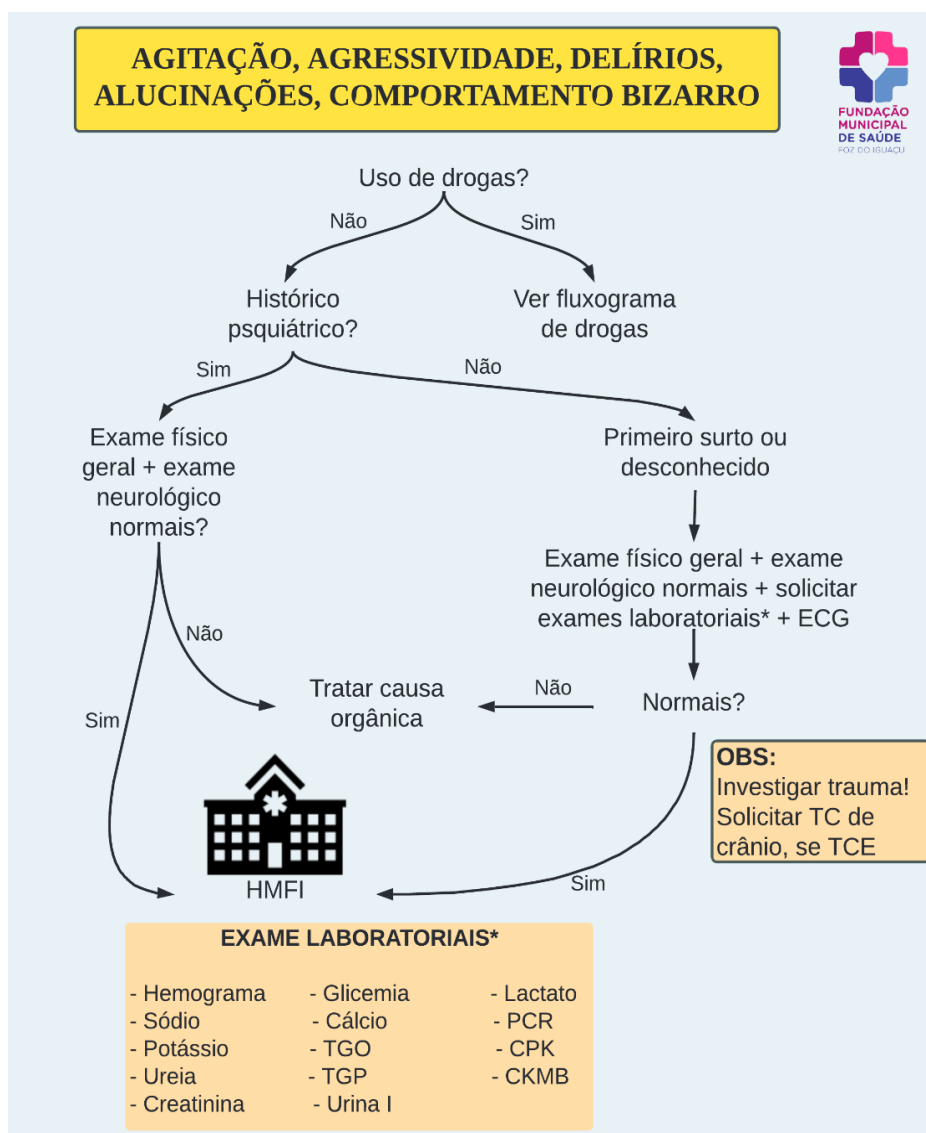 AGITAÇÃO, AGRESSIVIDADE, DELÍRIOS,
ALUCINAÇÕES, COMPORTAMENTO BIZARRO
FUNDAÇÃO
MUNICIPAL
DE SAÚDE
FOZ DO IGUAÇU
Uso de drogas?
Não
Sim
Histórico
psquiátrico?
Ver fluxograma
de drogas
Sim
Não
Exame físico
geral + exame
neurológico
normais?
Primeiro surto ou
desconhecido
Exame físico geral + exame
neurológico normais + solicitar
exames laboratoriais* + ECG
Não
Sim
Tratar causa
orgânica
Não
Normais?
OBS:
Investigar trauma!
Solicitar TC de
crânio, se TCE
Sim
HMFI
EXAME LABORATORIAIS*
- Hemograma - Glicemia - Lactato
- Sódio - Cálcio - PCR
- Potássio - TGO - CPK
- Ureia - TGP - CKMB
- Creatinina - Urina I